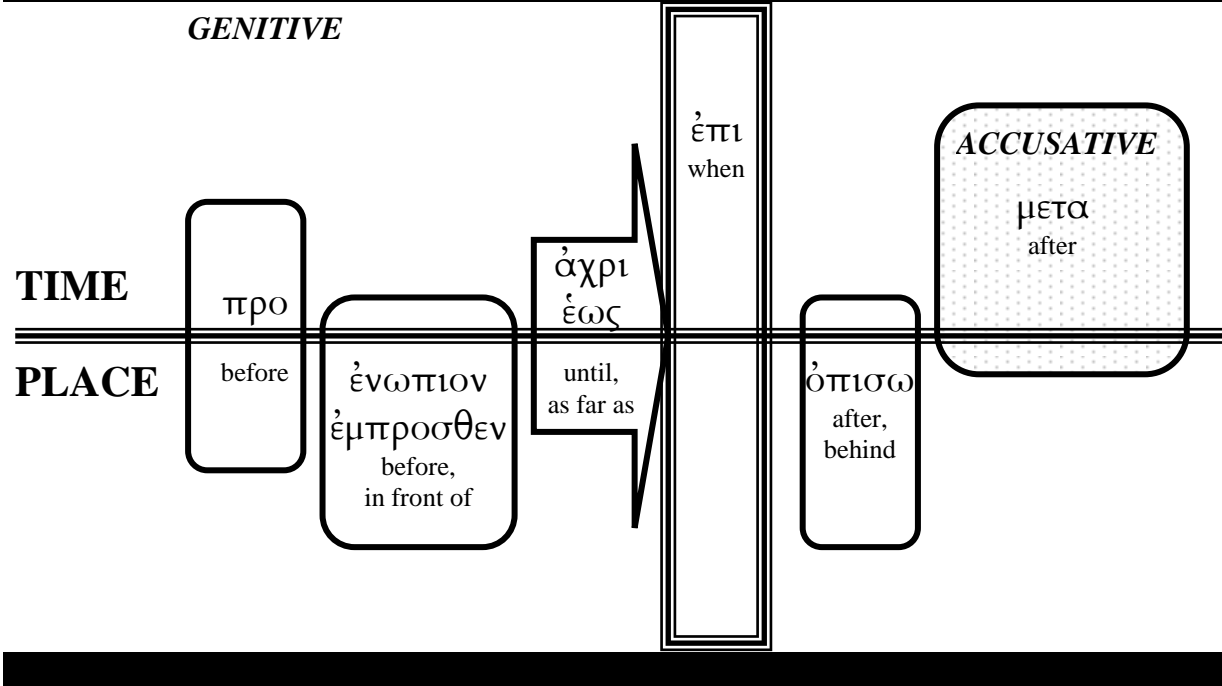 GENITIVE
TIME
PLACE
προ
before
ἐνωπιον
ἐμπροσθεν
before,
in front of
ἀχρι
ἑως
until,
as far as
ἐπι
when
ὀπισω
after,
behind
ACCUSATIVE
μετα
after